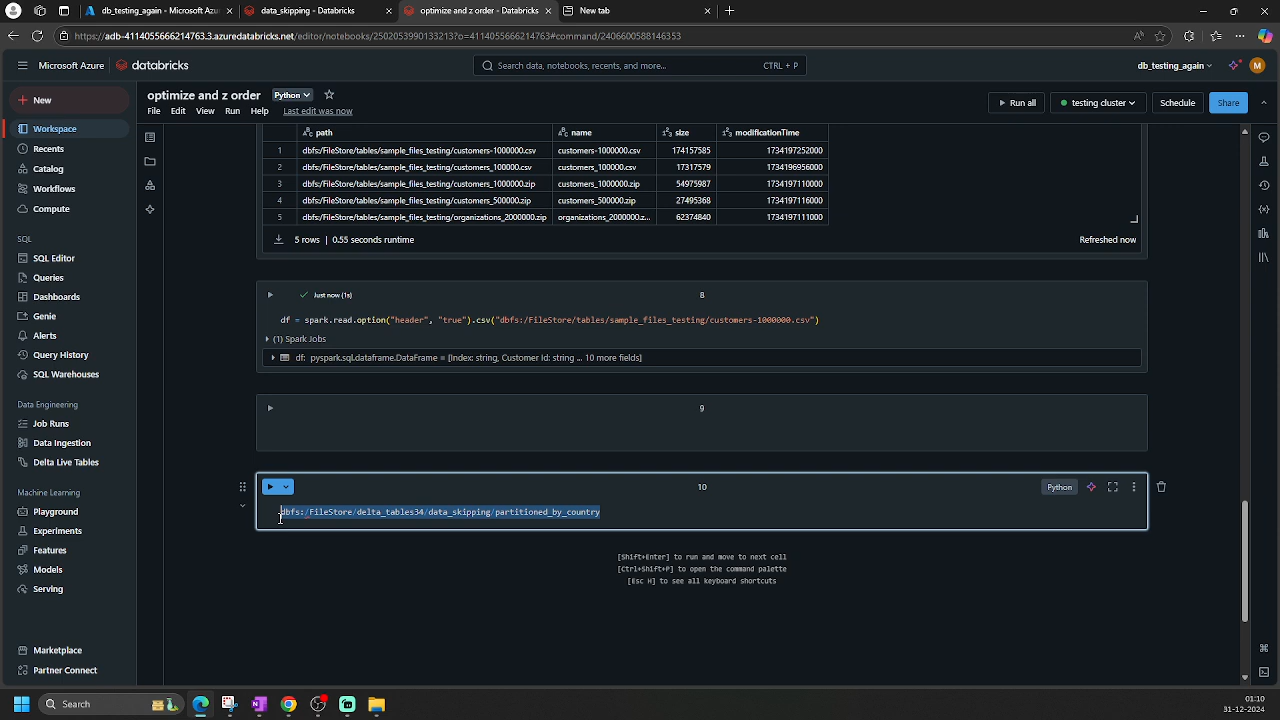 db_testing_again - Microsoft Azu
data_skipping - Databricks
optimize and z order - Databricks
New tab
https://adb-4114055666214763.3.azuredatabricks.net/editor/notebooks/2502053990133213?o=4114055666214763#command/2406600588146353
Microsoft Azure
databricks
Search data, notebooks, recents, and more...
CTRL + P
db_testing_again
M
New
Workspace
Recents
Catalog
Workflows
Compute
SQL
SQL Editor
Queries
Dashboards
Genie
Alerts
Query History
SQL Warehouses
Data Engineering
Job Runs
Data Ingestion
Delta Live Tables
Machine Learning
Playground
Experiments
Features
Models
Serving
Marketplace
Partner Connect
optimize and z order
Python
File Edit View Run Help
Last edit was now
Run all
testing cluster
Schedule
Share
path name size modificationTime
1 dbfs:/FileStore/tables/sample_files_testing/customers-1000000.csv customers-1000000.csv 174157585 1734197252000
2 dbfs:/FileStore/tables/sample_files_testing/customers_100000.csv customers_100000.csv 17317579 1734196956000
3 dbfs:/FileStore/tables/sample_files_testing/customers_1000000.zip customers_1000000.zip 54975987 1734197110000
4 dbfs:/FileStore/tables/sample_files_testing/customers_500000.zip customers_500000.zip 27495368 1734197116000
5 dbfs:/FileStore/tables/sample_files_testing/organizations_2000000.zip organizations_2000000.z... 62374840 1734197111000
5 rows | 0.55 seconds runtime
Refreshed now
Just now (1s)
8
df = spark.read.option("header", "true").csv("dbfs:/FileStore/tables/sample_files_testing/customers-1000000.csv")
(1) Spark Jobs
df: pyspark.sql.dataframe.DataFrame = [Index: string, Customer Id: string ... 10 more fields]
9
10
Python
dbfs:/FileStore/delta_tables34/data_skipping/partitioned_by_country
[Shift+Enter] to run and move to next cell
[Ctrl+Shift+P] to open the command palette
[Esc H] to see all keyboard shortcuts
Search
01:10
31-12-2024